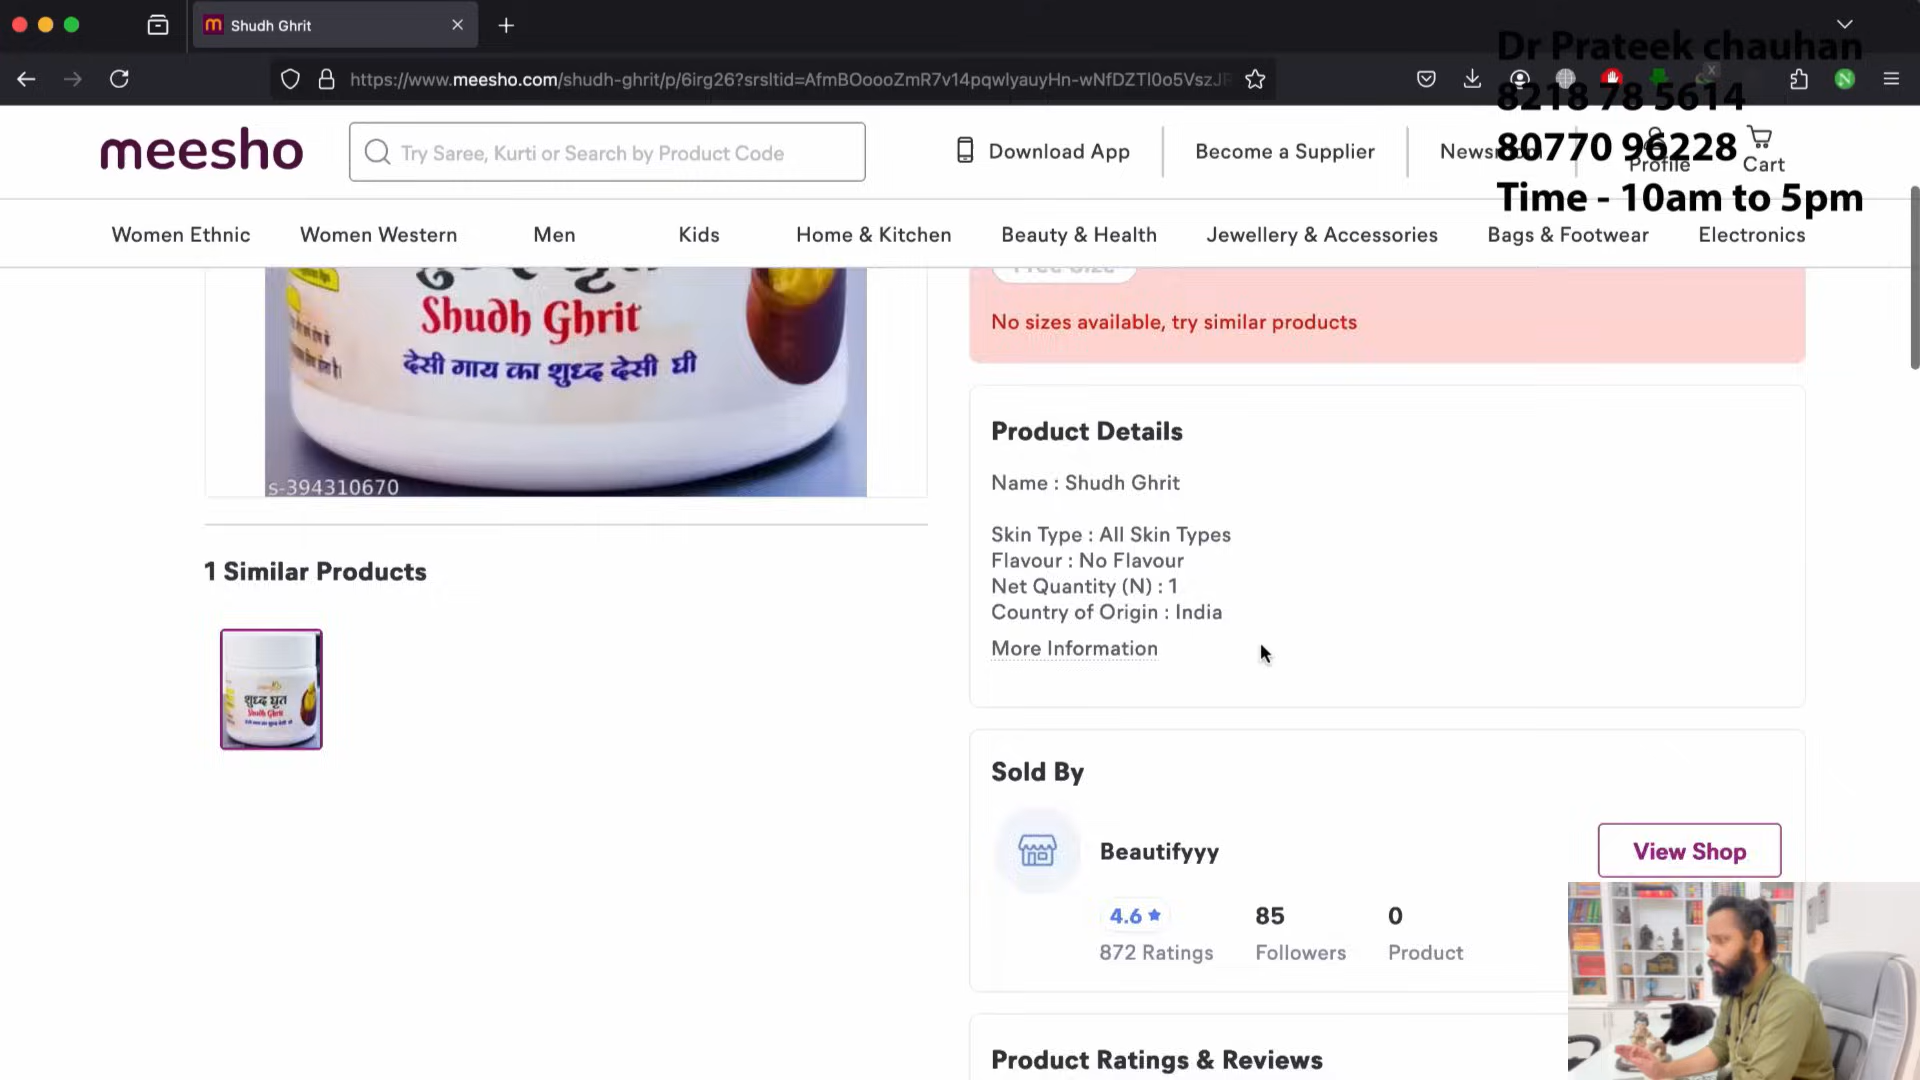 Shudh Ghrit
Dr Prateek chauhan
https://www.meesho.com/shudh-ghrit/p/6irg26?srsltid=
8218 78 5614
meesho
Try Saree, Kurti or Search by Product Code
Download App
Become a Supplier
80770 96228
Profile
Cart
Time - 10am to 5pm
Women Ethnic
Women Western
Men
Kids
Home & Kitchen
Beauty & Health
Jewellery & Accessories
Bags & Footwear
Electronics
Shudh Ghrit
देसी गाय का शुध्द देसी घी
s-394310670
Free Size
No sizes available, try similar products
Product Details
Name : Shudh Ghrit
Skin Type : All Skin Types
Flavour : No Flavour
Net Quantity (N) : 1
Country of Origin : India
More Information
1 Similar Products
शुध्द घृत
Shudh Ghrit
Sold By
Beautifyyy
View Shop
4.6
872 Ratings
85
Followers
0
Product
Product Ratings & Reviews